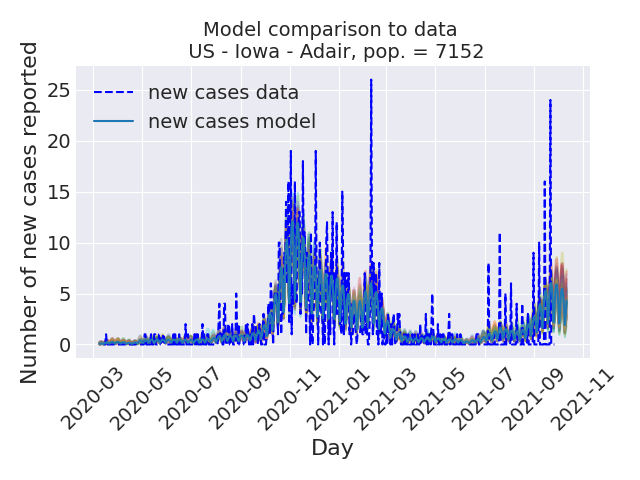 Model comparison to data
US - Iowa - Adair, pop. = 7152
Number of new cases reported
25
20
15
10
5
0
new cases data
new cases model
2020-03
2020-05
2020-07
2020-09
2020-11
2021-01
2021-03
2021-05
2021-07
2021-09
2021-11
Day